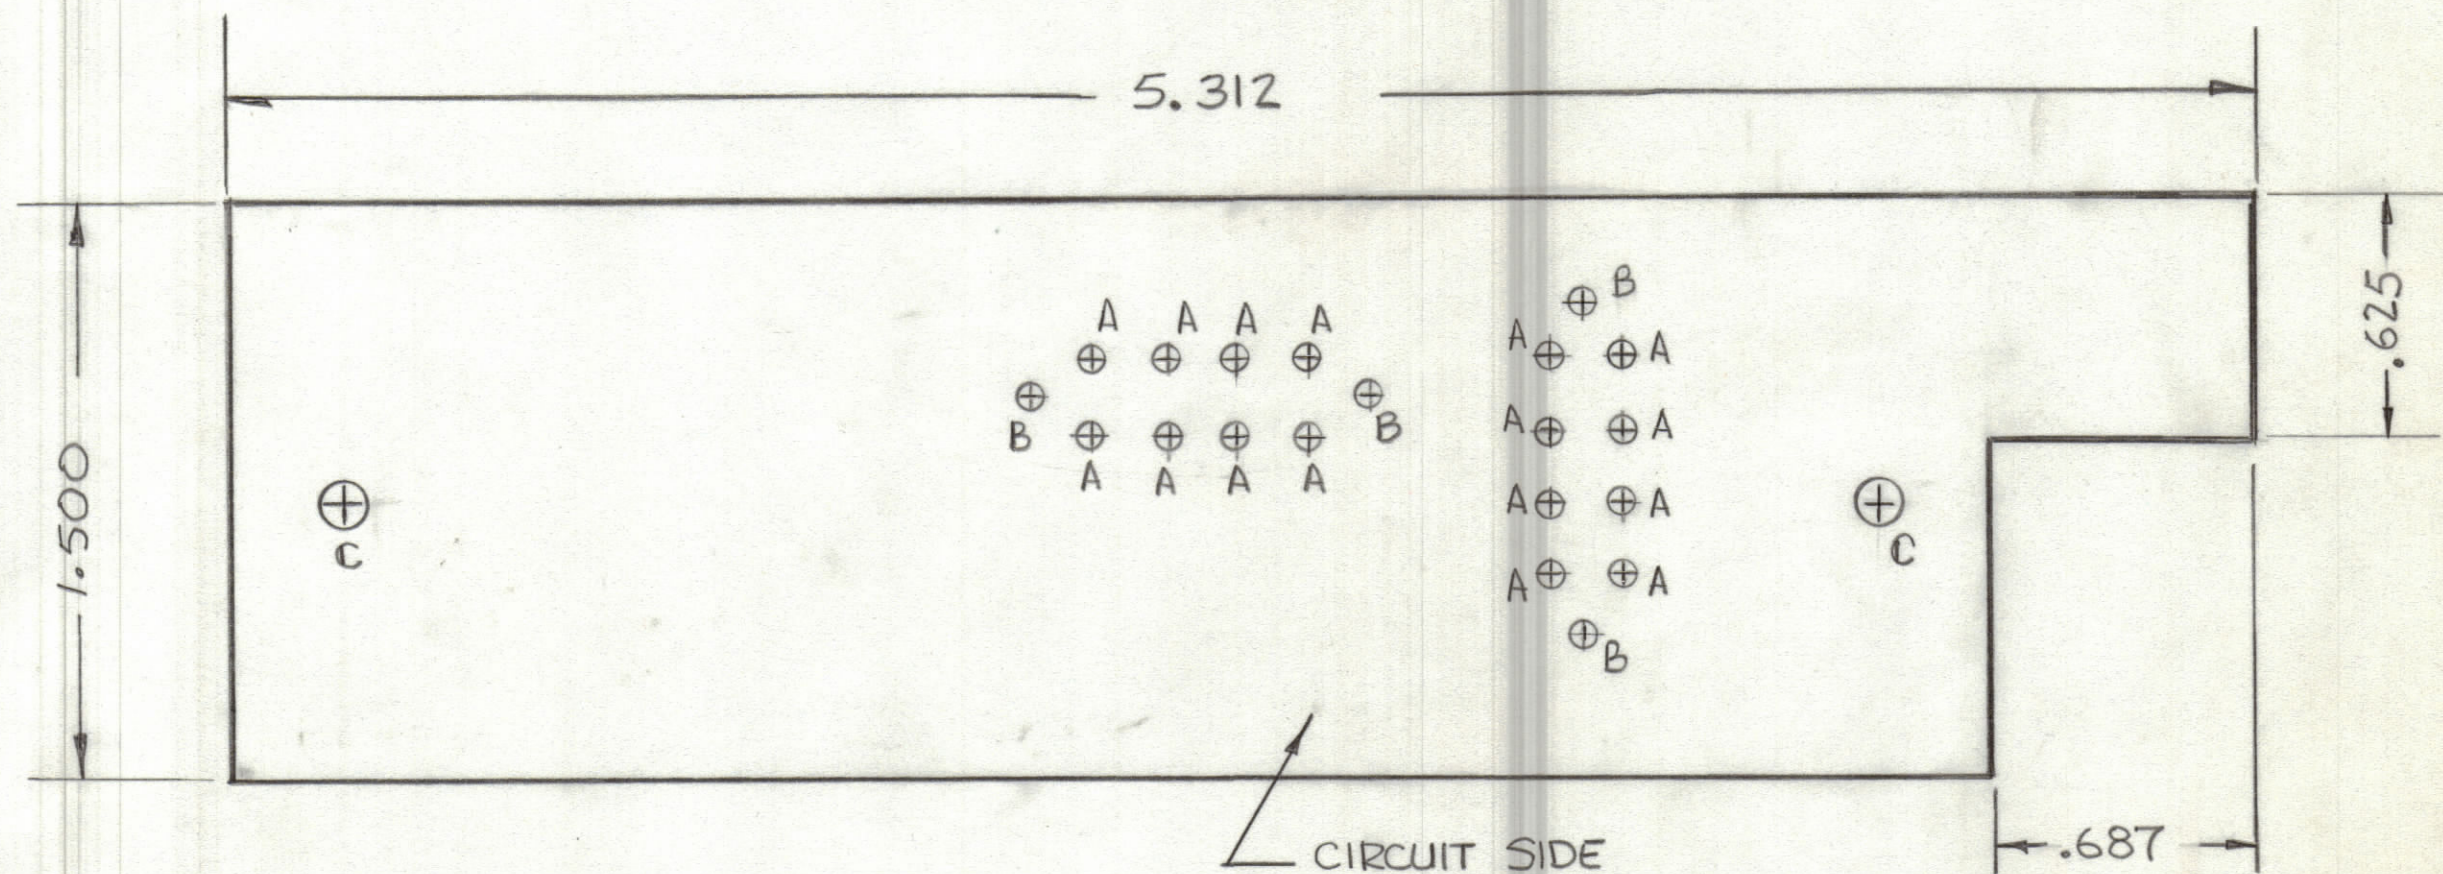 5.312
B
A A A A
A A
.625
B B
A A
1.500
A A A A
A A
C C
A A
B
CIRCUIT SIDE
.687